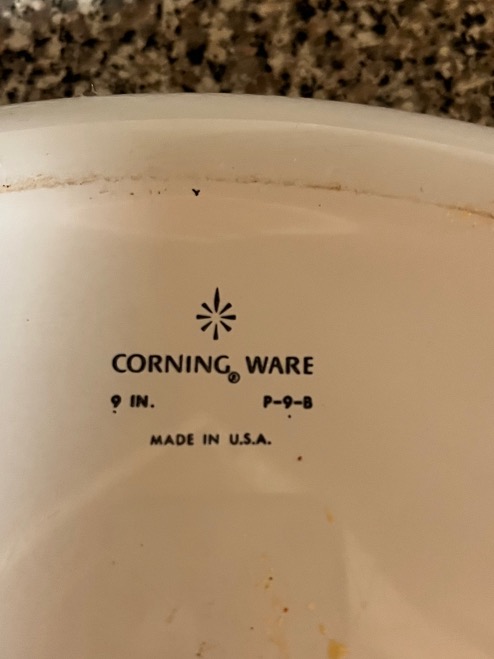 Y
CORNING® WARE
9 IN. P-9-B
MADE IN U.S.A.